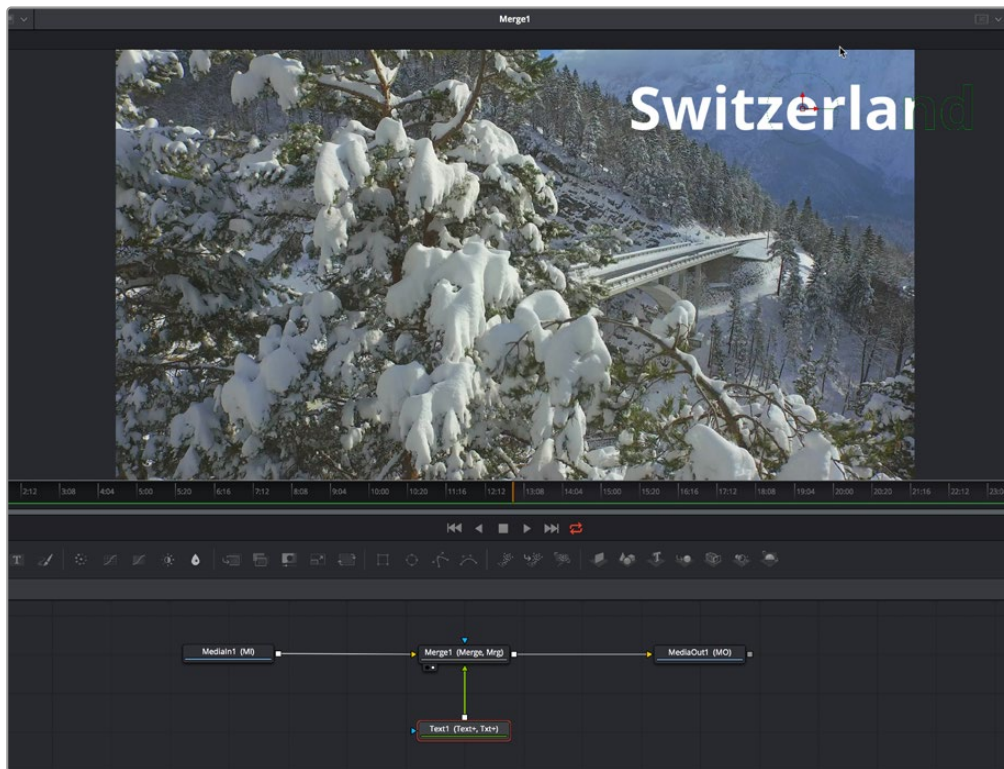 Merge1
Switzerland
2:12 3:08 4:04 5:00 5:20 6:16 7:12 8:08 9:04 10:00 10:20 11:16 12:12 13:08 14:04 15:00 15:20 16:16 17:12 18:08 19:04 20:00 20:20 21:16 22:12
T
MediaIn1 (MI) Merge1 (Merge, Mrg) MediaOut1 (MO)
Text1 (Text+, Txt+)